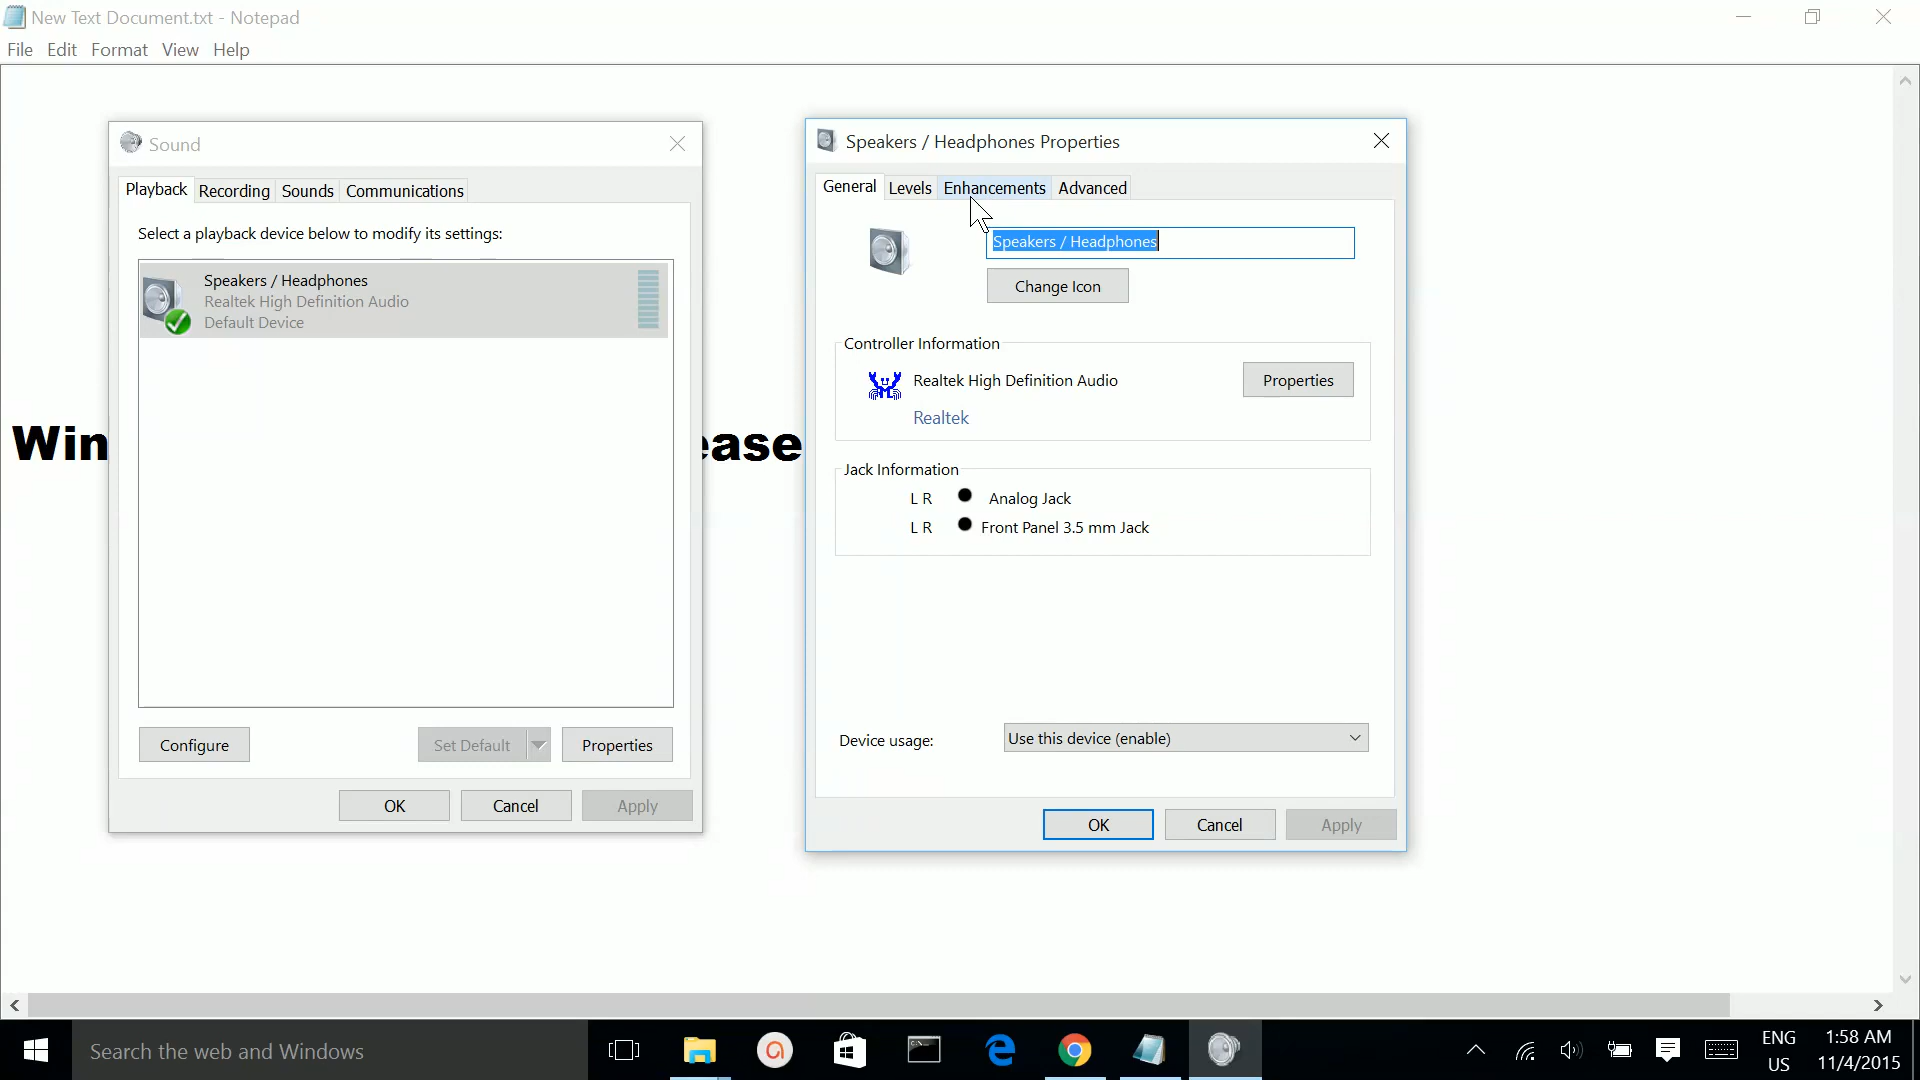 New Text Document.txt - Notepad
File Edit Format View Help
Sound
Playback Recording Sounds Communications
Select a playback device below to modify its settings:
Speakers / Headphones
Realtek High Definition Audio
Default Device
Configure Set Default Properties
OK Cancel Apply
Win
ease
Speakers / Headphones Properties
General Levels Enhancements Advanced
Speakers / Headphones
Change Icon
Controller Information
Realtek High Definition Audio Properties
Realtek
Jack Information
L R Analog Jack
L R Front Panel 3.5 mm Jack
Device usage: Use this device (enable)
OK Cancel Apply
Search the web and Windows
ENG
US
1:58 AM
11/4/2015